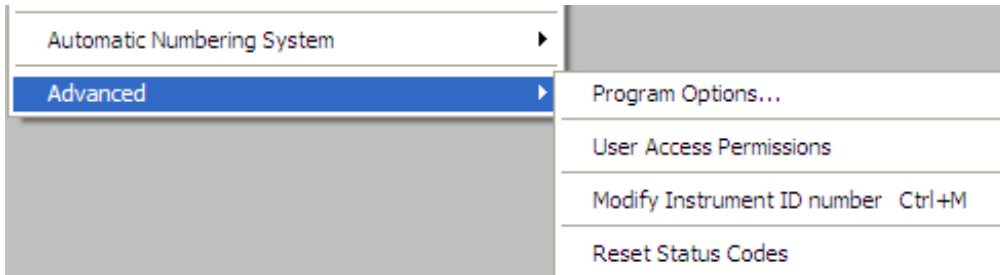 Automatic Numbering System
Advanced
Program Options...
User Access Permissions
Modify Instrument ID number Ctrl+M
Reset Status Codes